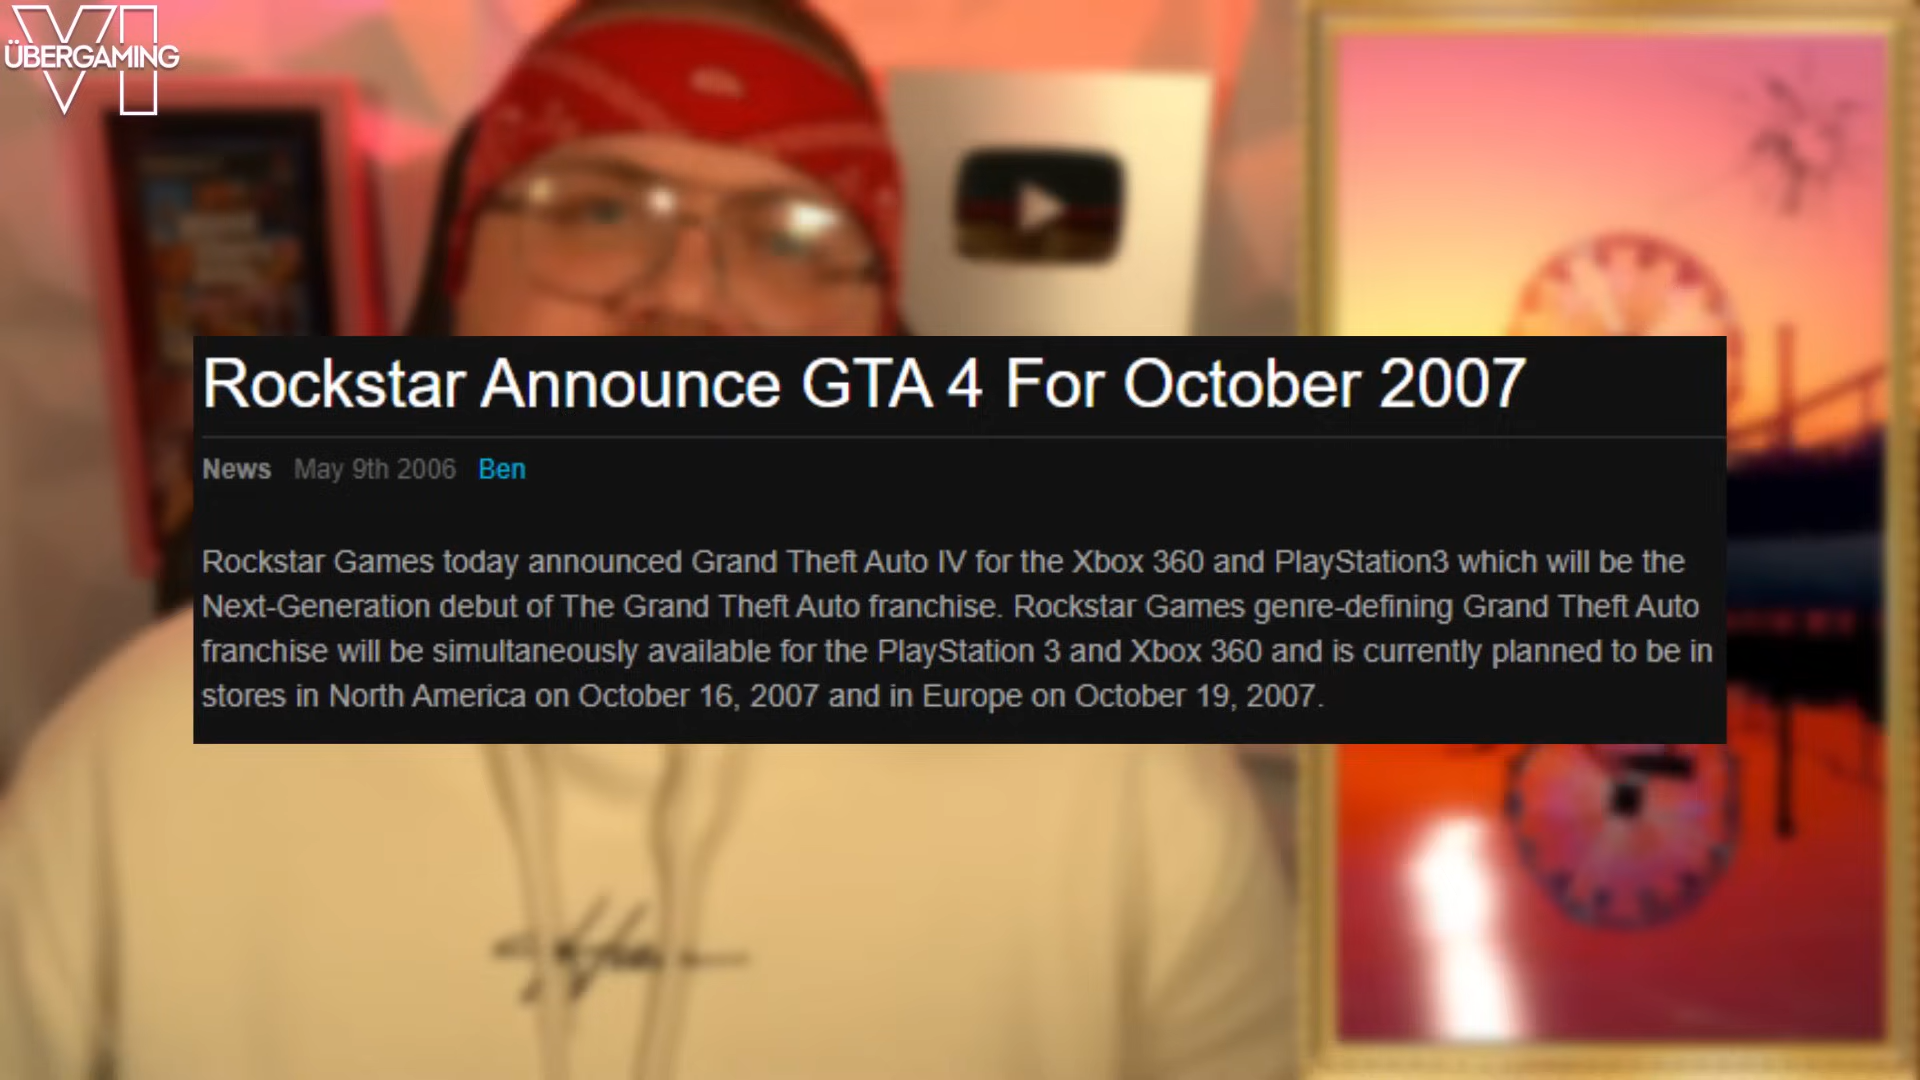 VI
ÜBERGAMING
Rockstar Announce GTA 4 For October 2007
News May 9th 2006 Ben
Rockstar Games today announced Grand Theft Auto IV for the Xbox 360 and PlayStation3 which will be the
Next-Generation debut of The Grand Theft Auto franchise. Rockstar Games genre-defining Grand Theft Auto
franchise will be simultaneously available for the PlayStation 3 and Xbox 360 and is currently planned to be in
stores in North America on October 16, 2007 and in Europe on October 19, 2007.